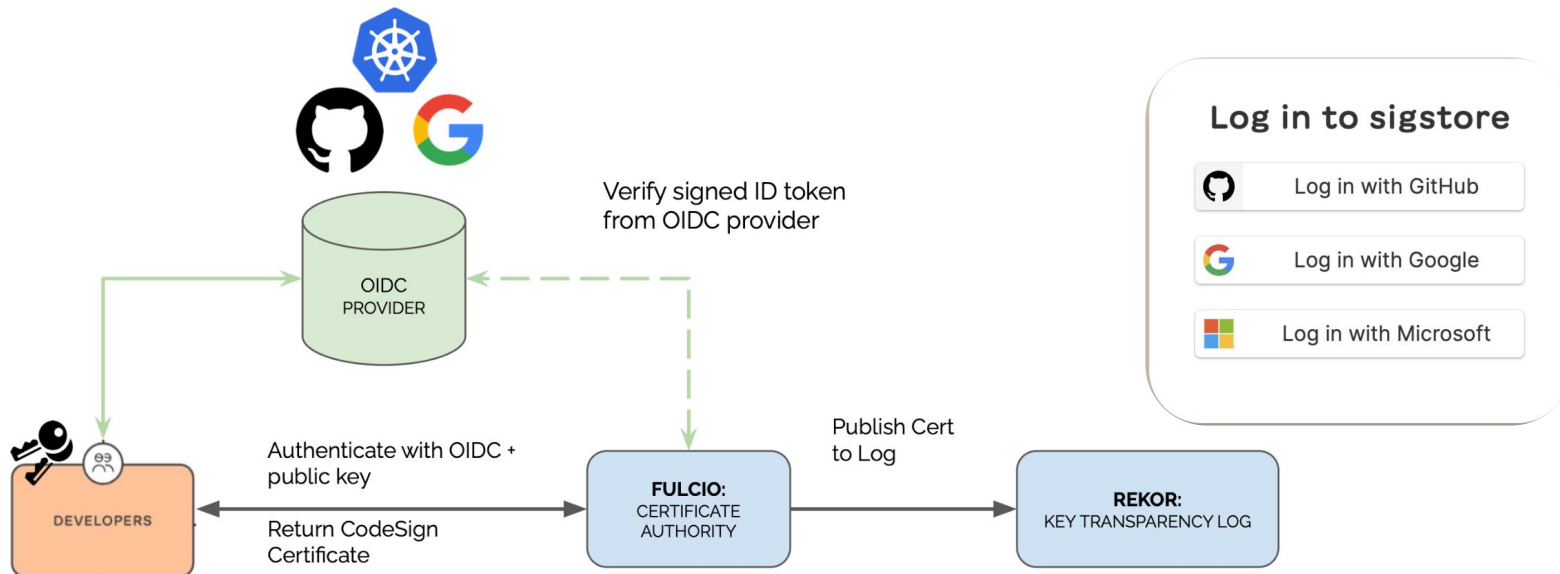 Log in to sigstore
Log in with GitHub
Log in with Google
Log in with Microsoft
Verify signed ID token
from OIDC provider
OIDC
PROVIDER
Authenticate with OIDC +
public key
Return CodeSign
Certificate
DEVELOPERS
FULCIO:
CERTIFICATE
AUTHORITY
Publish Cert
to Log
REKOR:
KEY TRANSPARENCY LOG